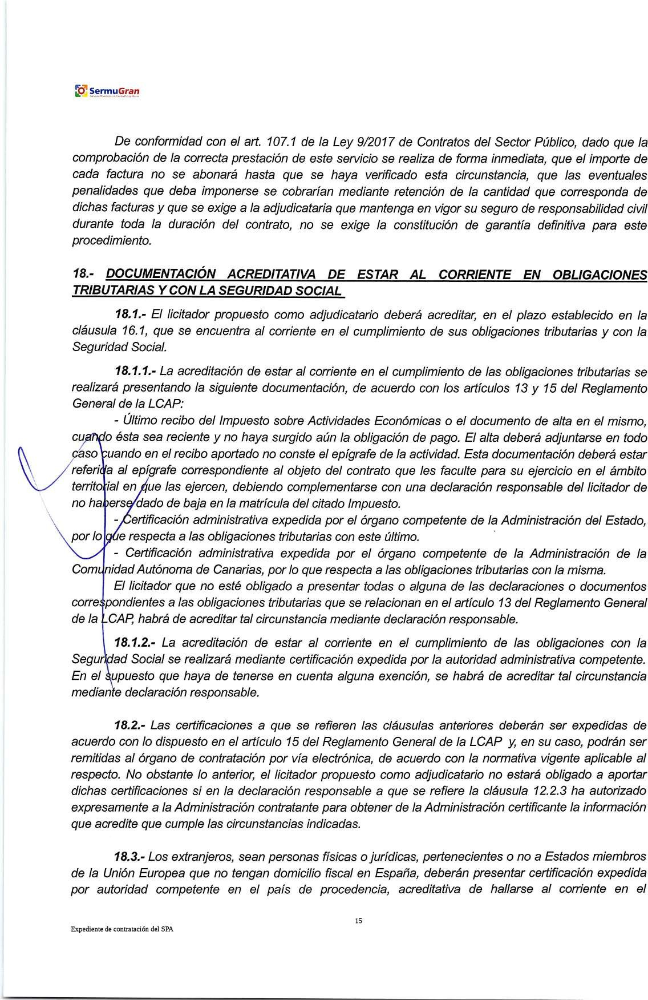 SermuGran
De conformidad con el art. 107.1 de la Ley 9/2017 de Contratos del Sector Público, dado que la
comprobación de la correcta prestación de este servicio se realiza de forma inmediata, que el importe de
cada factura no se abonará hasta que se haya verificado esta circunstancia, que las eventuales
penalidades que deba imponerse se cobrarían mediante retención de la cantidad que corresponda de
dichas facturas y que se exige a la adjudicataria que mantenga en vigor su seguro de responsabilidad civil
durante toda la duración del contrato, no se exige la constitución de garantía definitiva para este
procedimiento.
18.- DOCUMENTACIÓN ACREDITATIVA DE ESTAR AL CORRIENTE EN OBLIGACIONES
TRIBUTARIAS Y CON LA SEGURIDAD SOCIAL
18.1.- El licitador propuesto como adjudicatario deberá acreditar, en el plazo establecido en la
cláusula 16.1, que se encuentra al corriente en el cumplimiento de sus obligaciones tributarias y con la
Seguridad Social.
18.1.1.- La acreditación de estar al corriente en el cumplimiento de las obligaciones tributarias se
realizará presentando la siguiente documentación, de acuerdo con los artículos 13 y 15 del Reglamento
General de la LCAP:
- Último recibo del Impuesto sobre Actividades Económicas o el documento de alta en el mismo,
cuando ésta sea reciente y no haya surgido aún la obligación de pago. El alta deberá adjuntarse en todo
caso cuando en el recibo aportado no conste el epígrafe de la actividad. Esta documentación deberá estar
referida al epígrafe correspondiente al objeto del contrato que les faculte para su ejercicio en el ámbito
territorial en que las ejercen, debiendo complementarse con una declaración responsable del licitador de
no haberse dado de baja en la matrícula del citado Impuesto.
- Certificación administrativa expedida por el órgano competente de la Administración del Estado,
por lo que respecta a las obligaciones tributarias con este último.
- Certificación administrativa expedida por el órgano competente de la Administración de la
Comunidad Autónoma de Canarias, por lo que respecta a las obligaciones tributarias con la misma.
El licitador que no esté obligado a presentar todas o alguna de las declaraciones o documentos
correspondientes a las obligaciones tributarias que se relacionan en el artículo 13 del Reglamento General
de la LCAP, habrá de acreditar tal circunstancia mediante declaración responsable.
18.1.2.- La acreditación de estar al corriente en el cumplimiento de las obligaciones con la
Seguridad Social se realizará mediante certificación expedida por la autoridad administrativa competente.
En el supuesto que haya de tenerse en cuenta alguna exención, se habrá de acreditar tal circunstancia
mediante declaración responsable.
18.2.- Las certificaciones a que se refieren las cláusulas anteriores deberán ser expedidas de
acuerdo con lo dispuesto en el artículo 15 del Reglamento General de la LCAP y, en su caso, podrán ser
remitidas al órgano de contratación por vía electrónica, de acuerdo con la normativa vigente aplicable al
respecto. No obstante lo anterior, el licitador propuesto como adjudicatario no estará obligado a aportar
dichas certificaciones si en la declaración responsable a que se refiere la cláusula 12.2.3 ha autorizado
expresamente a la Administración contratante para obtener de la Administración certificante la información
que acredite que cumple las circunstancias indicadas.
18.3.- Los extranjeros, sean personas físicas o jurídicas, pertenecientes o no a Estados miembros
de la Unión Europea que no tengan domicilio fiscal en España, deberán presentar certificación expedida
por autoridad competente en el país de procedencia, acreditativa de hallarse al corriente en el
15
Expediente de contratación del SPA